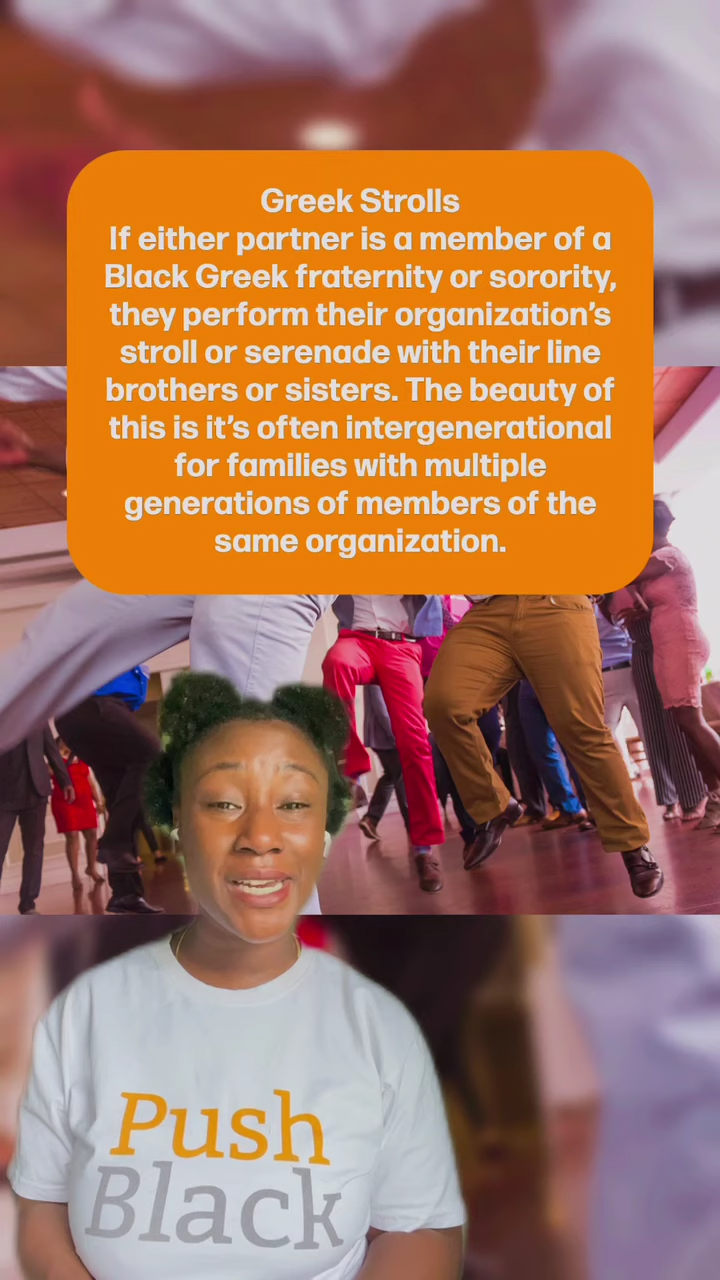 Greek Strolls
If either partner is a member of a
Black Greek fraternity or sorority,
they perform their organization’s
stroll or serenade with their line
brothers or sisters. The beauty of
this is it’s often intergenerational
for families with multiple
generations of members of the
same organization.
Push
Black